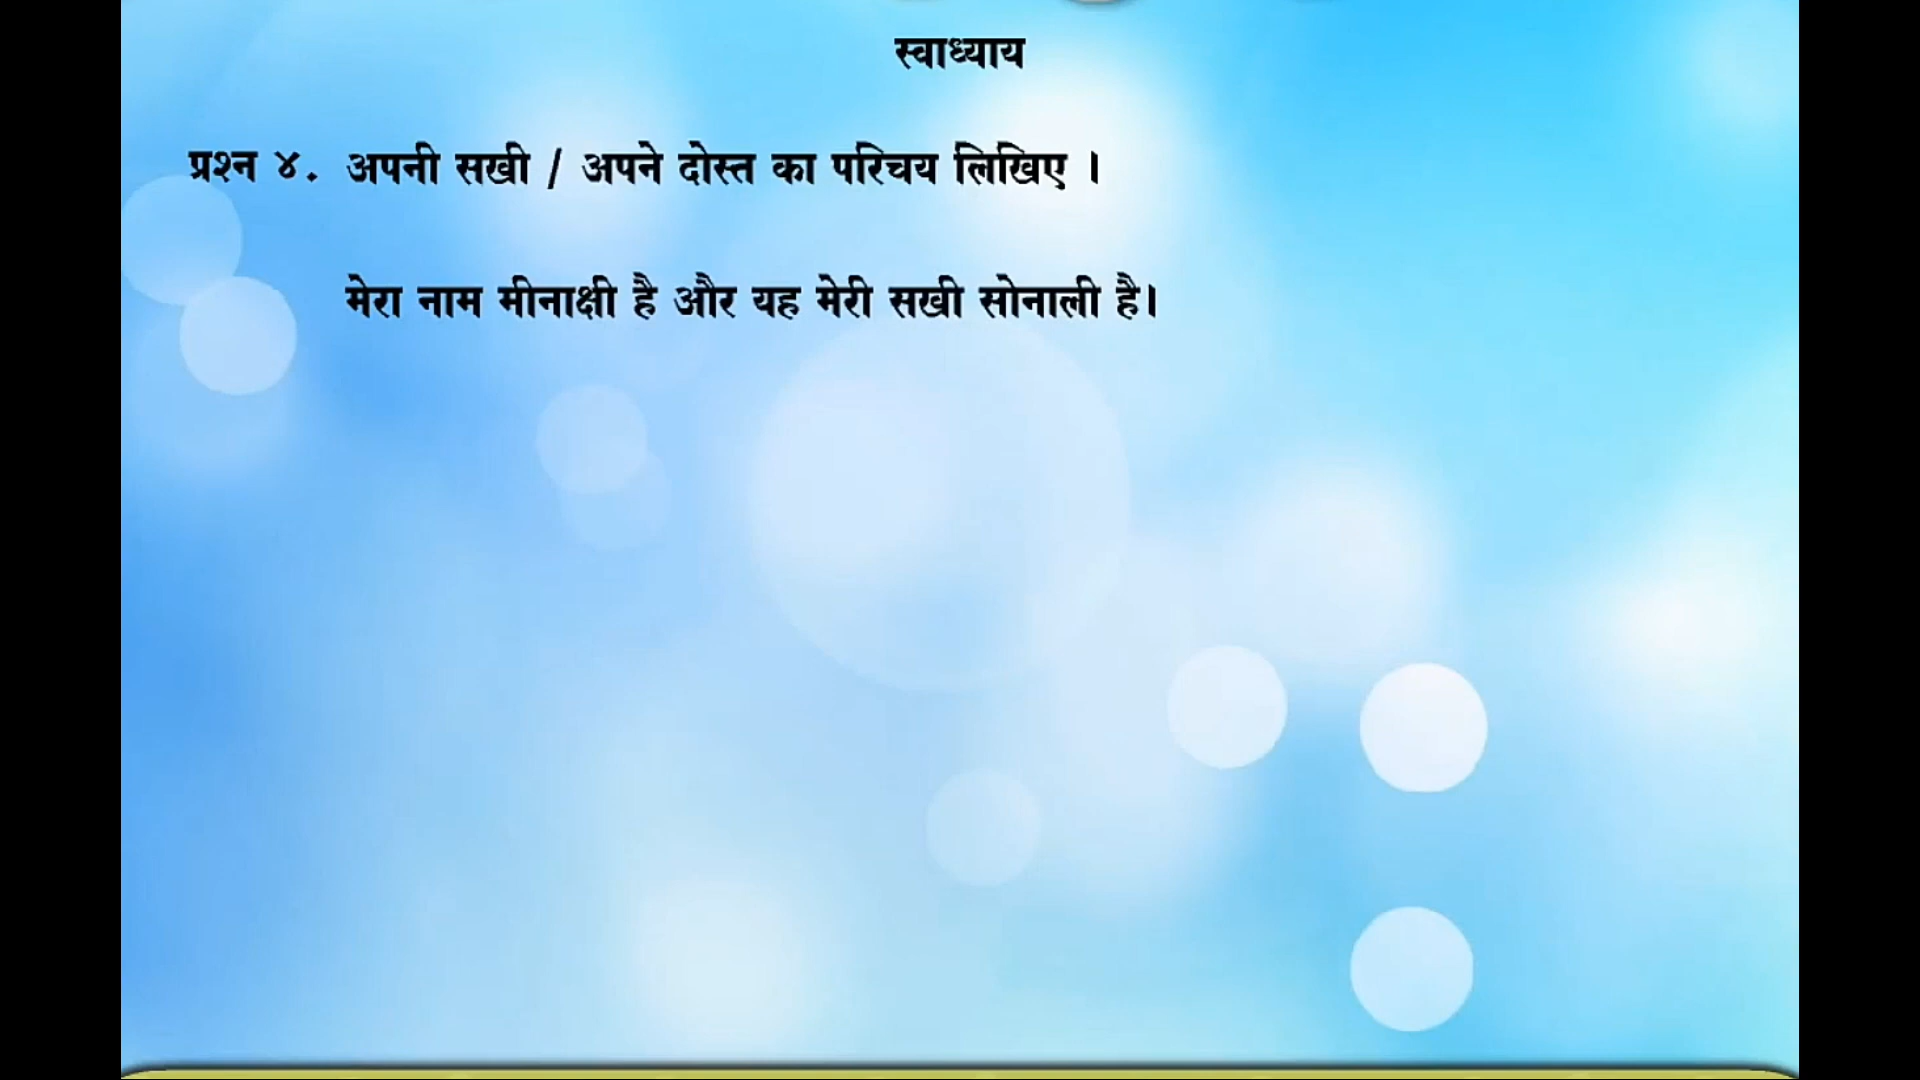 स्वाध्याय
प्रश्न ४. अपनी सखी / अपने दोस्त का परिचय लिखिए ।
मेरा नाम मीनाक्षी है और यह मेरी सखी सोनाली है।